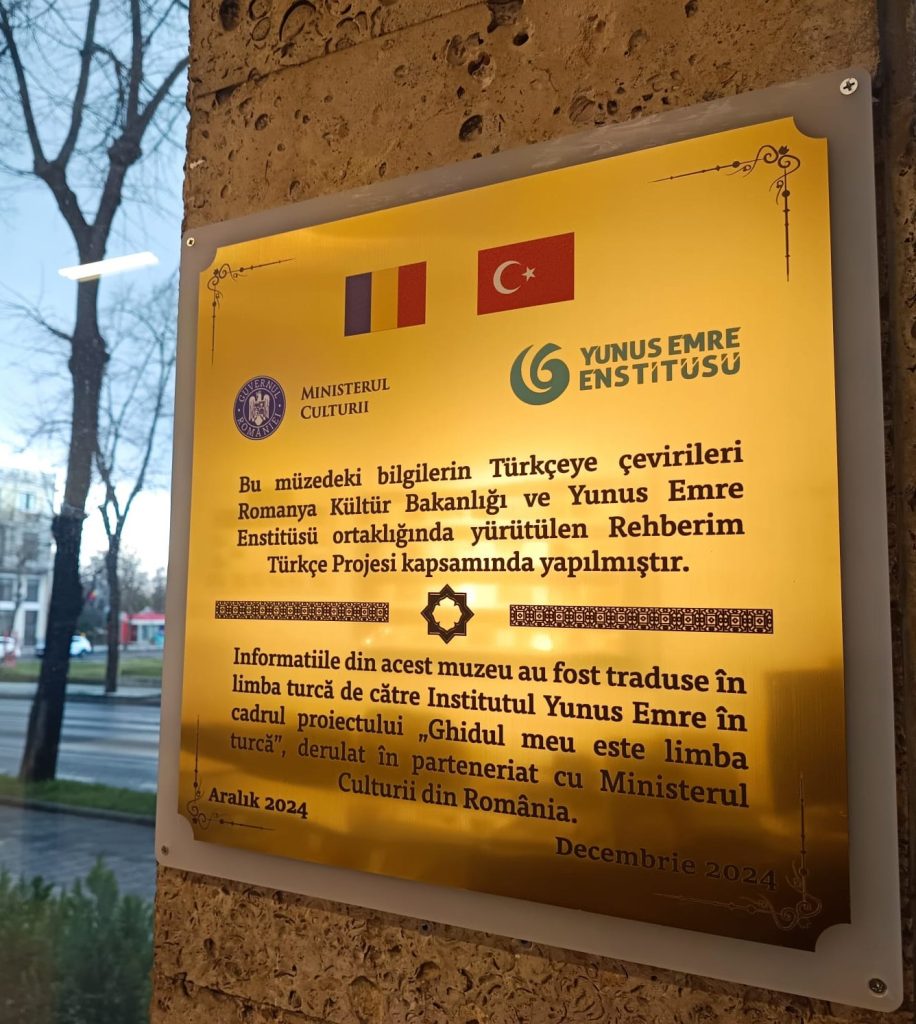 GUVERNUL ROMÂNIEI
MINISTERUL
CULTURII
YUNUS EMRE
ENSTİTÜSÜ
Bu müzedeki bilgilerin Türkçeye çevirileri
Romanya Kültür Bakanlığı ve Yunus Emre
Enstitüsü ortaklığında yürütülen Rehberim
Türkçe Projesi kapsamında yapılmıştır.
Informatiile din acest muzeu au fost traduse în
limba turcă de către Institutul Yunus Emre în
cadrul proiectului „Ghidul meu este limba
turcă”, derulat în parteneriat cu Ministerul
Culturii din România.
Aralık 2024
Decembrie 2024